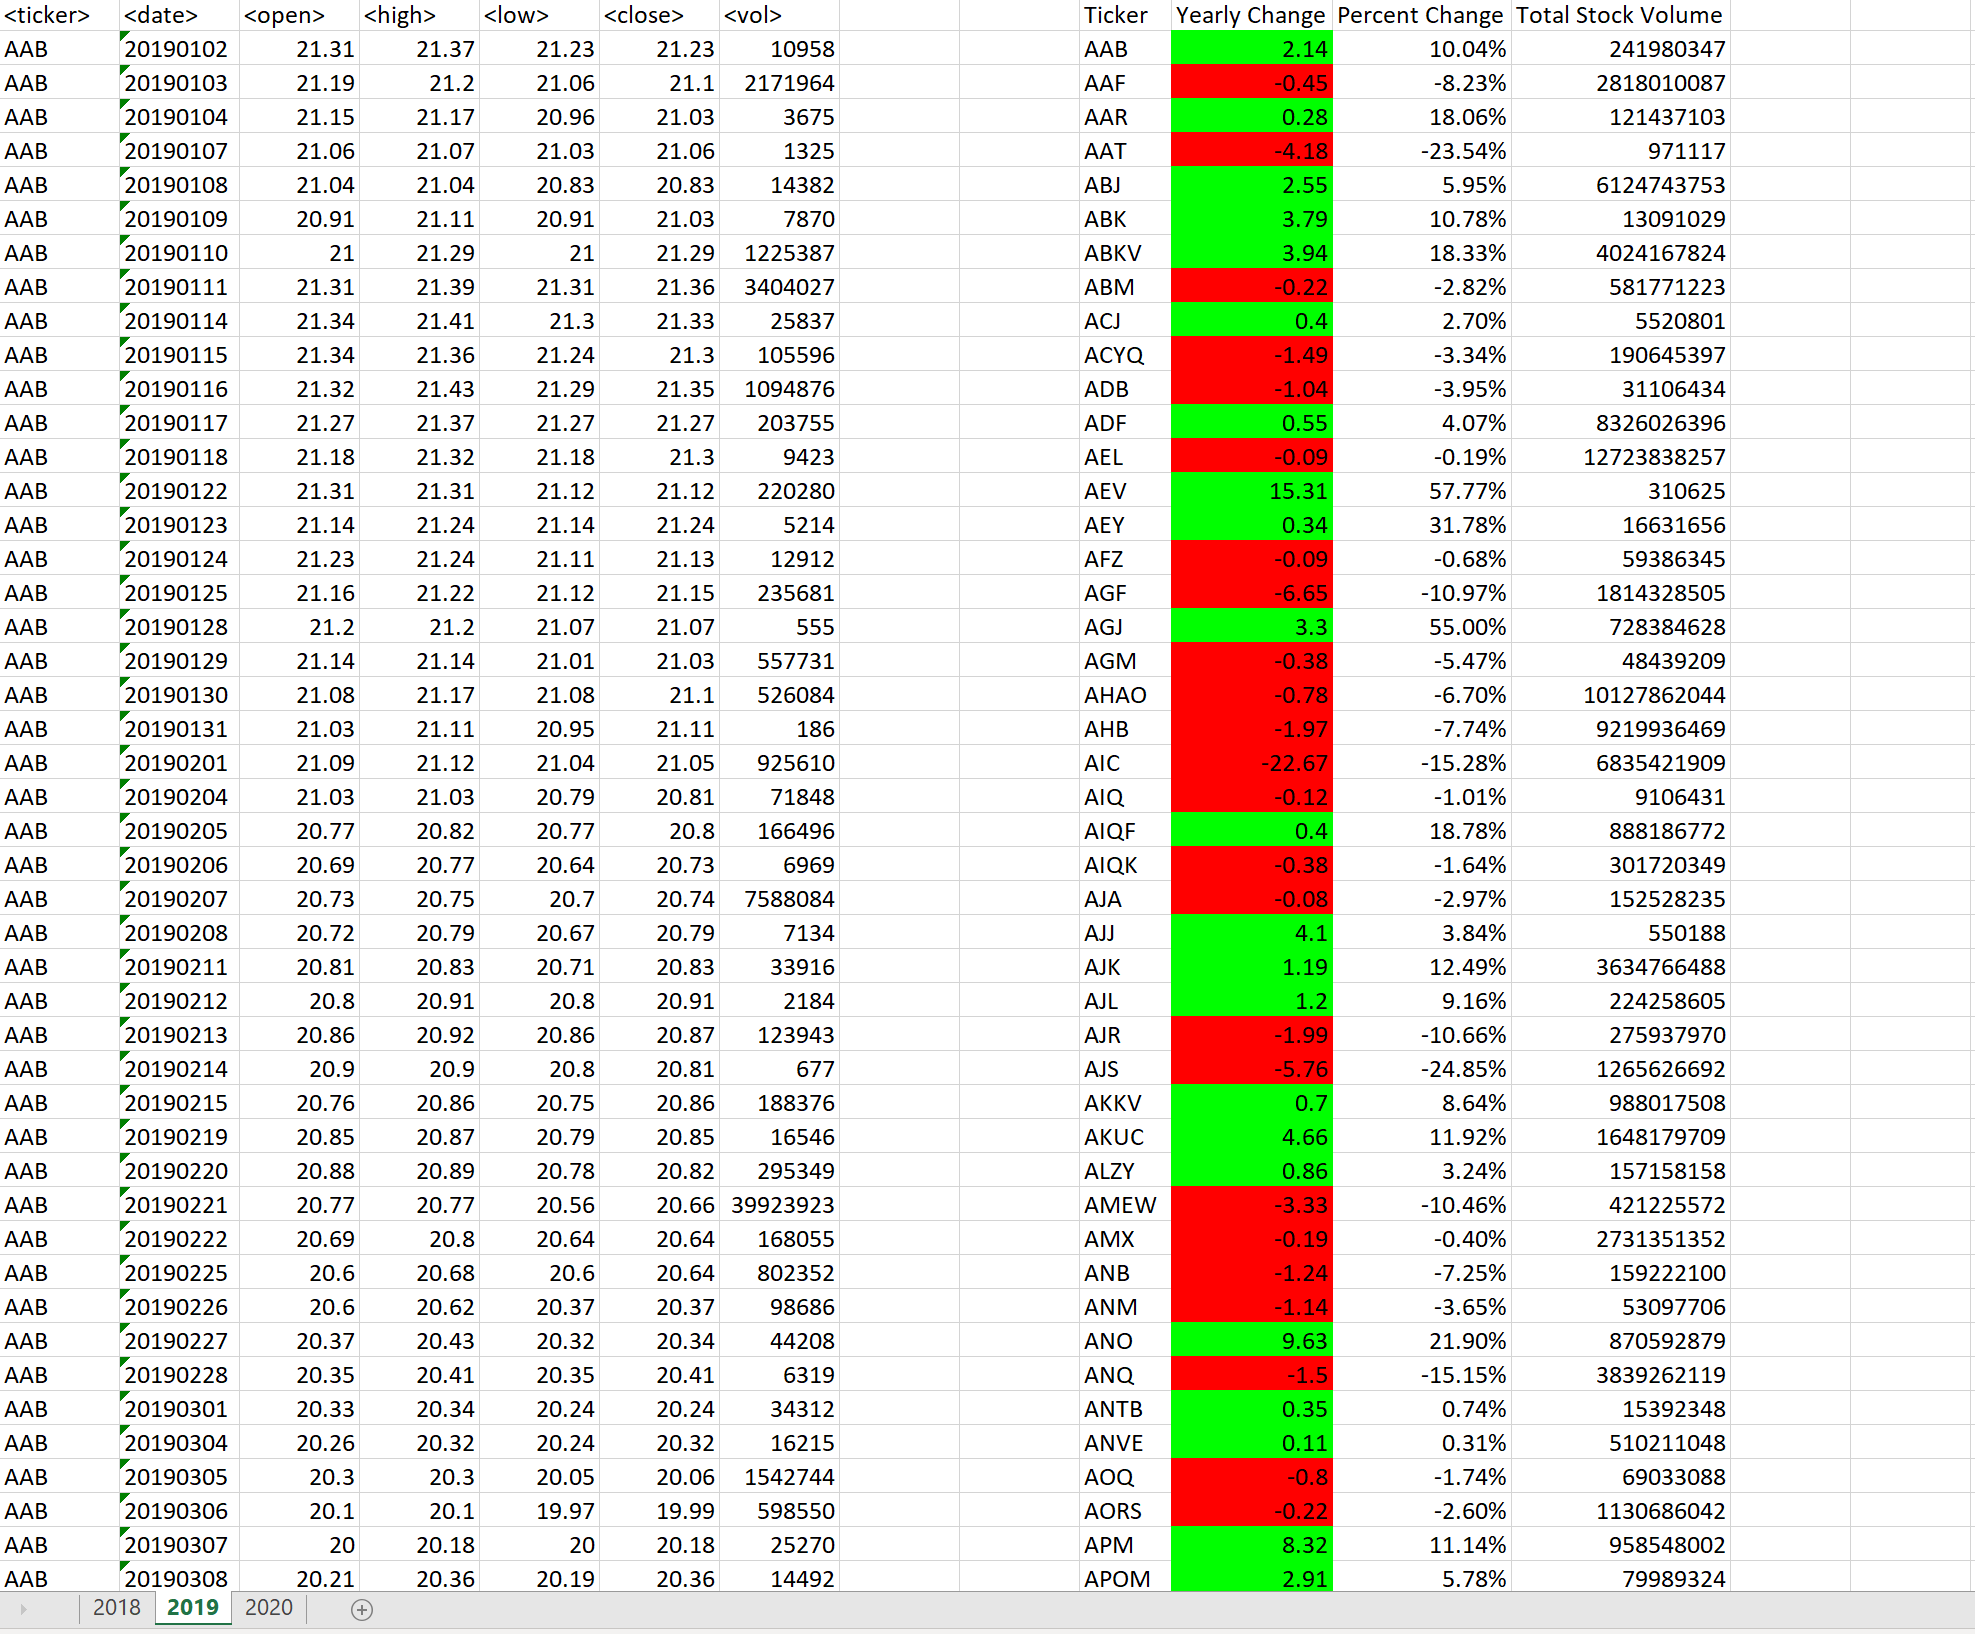 <ticker> <date> <open> <high> <low> <close> <vol> Ticker Yearly Change Percent Change Total Stock Volume
AAB 20190102 21.31 21.37 21.23 21.23 10958 AAB 2.14 10.04% 241980347
AAB 20190103 21.19 21.2 21.06 21.1 2171964 AAF -0.45 -8.23% 2818010087
AAB 20190104 21.15 21.17 20.96 21.03 3675 AAR 0.28 18.06% 121437103
AAB 20190107 21.06 21.07 21.03 21.06 1325 AAT -4.18 -23.54% 971117
AAB 20190108 21.04 21.04 20.83 20.83 14382 ABJ 2.55 5.95% 6124743753
AAB 20190109 20.91 21.11 20.91 21.03 7870 ABK 3.79 10.78% 13091029
AAB 20190110 21 21.29 21 21.29 1225387 ABKV 3.94 18.33% 4024167824
AAB 20190111 21.31 21.39 21.31 21.36 3404027 ABM -0.22 -2.82% 581771223
AAB 20190114 21.34 21.41 21.3 21.33 25837 ACJ 0.4 2.70% 5520801
AAB 20190115 21.34 21.36 21.24 21.3 105596 ACYQ -1.49 -3.34% 190645397
AAB 20190116 21.32 21.43 21.29 21.35 1094876 ADB -1.04 -3.95% 31106434
AAB 20190117 21.27 21.37 21.27 21.27 203755 ADF 0.55 4.07% 8326026396
AAB 20190118 21.18 21.32 21.18 21.3 9423 AEL -0.09 -0.19% 12723838257
AAB 20190122 21.31 21.31 21.12 21.12 220280 AEV 15.31 57.77% 310625
AAB 20190123 21.14 21.24 21.14 21.24 5214 AEY 0.34 31.78% 16631656
AAB 20190124 21.23 21.24 21.11 21.13 12912 AFZ -0.09 -0.68% 59386345
AAB 20190125 21.16 21.22 21.12 21.15 235681 AGF -6.65 -10.97% 1814328505
AAB 20190128 21.2 21.2 21.07 21.07 555 AGJ 3.3 55.00% 728384628
AAB 20190129 21.14 21.14 21.01 21.03 557731 AGM -0.38 -5.47% 48439209
AAB 20190130 21.08 21.17 21.08 21.1 526084 AHAO -0.78 -6.70% 10127862044
AAB 20190131 21.03 21.11 20.95 21.11 186 AHB -1.97 -7.74% 9219936469
AAB 20190201 21.09 21.12 21.04 21.05 925610 AIC -22.67 -15.28% 6835421909
AAB 20190204 21.03 21.03 20.79 20.81 71848 AIQ -0.12 -1.01% 9106431
AAB 20190205 20.77 20.82 20.77 20.8 166496 AIQF 0.4 18.78% 888186772
AAB 20190206 20.69 20.77 20.64 20.73 6969 AIQK -0.38 -1.64% 301720349
AAB 20190207 20.73 20.75 20.7 20.74 7588084 AJA -0.08 -2.97% 152528235
AAB 20190208 20.72 20.79 20.67 20.79 7134 AJJ 4.1 3.84% 550188
AAB 20190211 20.81 20.83 20.71 20.83 33916 AJK 1.19 12.49% 3634766488
AAB 20190212 20.8 20.91 20.8 20.91 2184 AJL 1.2 9.16% 224258605
AAB 20190213 20.86 20.92 20.86 20.87 123943 AJR -1.99 -10.66% 275937970
AAB 20190214 20.9 20.9 20.8 20.81 677 AJS -5.76 -24.85% 1265626692
AAB 20190215 20.76 20.86 20.75 20.86 188376 AKKV 0.7 8.64% 988017508
AAB 20190219 20.85 20.87 20.79 20.85 16546 AKUC 4.66 11.92% 1648179709
AAB 20190220 20.88 20.89 20.78 20.82 295349 ALZY 0.86 3.24% 157158158
AAB 20190221 20.77 20.77 20.56 20.66 39923923 AMEW -3.33 -10.46% 421225572
AAB 20190222 20.69 20.8 20.64 20.64 168055 AMX -0.19 -0.40% 2731351352
AAB 20190225 20.6 20.68 20.6 20.64 802352 ANB -1.24 -7.25% 159222100
AAB 20190226 20.6 20.62 20.37 20.37 98686 ANM -1.14 -3.65% 53097706
AAB 20190227 20.37 20.43 20.32 20.34 44208 ANO 9.63 21.90% 870592879
AAB 20190228 20.35 20.41 20.35 20.41 6319 ANQ -1.5 -15.15% 3839262119
AAB 20190301 20.33 20.34 20.24 20.24 34312 ANTB 0.35 0.74% 15392348
AAB 20190304 20.26 20.32 20.24 20.32 16215 ANVE 0.11 0.31% 510211048
AAB 20190305 20.3 20.3 20.05 20.06 1542744 AOQ -0.8 -1.74% 69033088
AAB 20190306 20.1 20.1 19.97 19.99 598550 AORS -0.22 -2.60% 1130686042
AAB 20190307 20 20.18 20 20.18 25270 APM 8.32 11.14% 958548002
AAB 20190308 20.21 20.36 20.19 20.36 14492 APOM 2.91 5.78% 79989324
2018 2019 2020